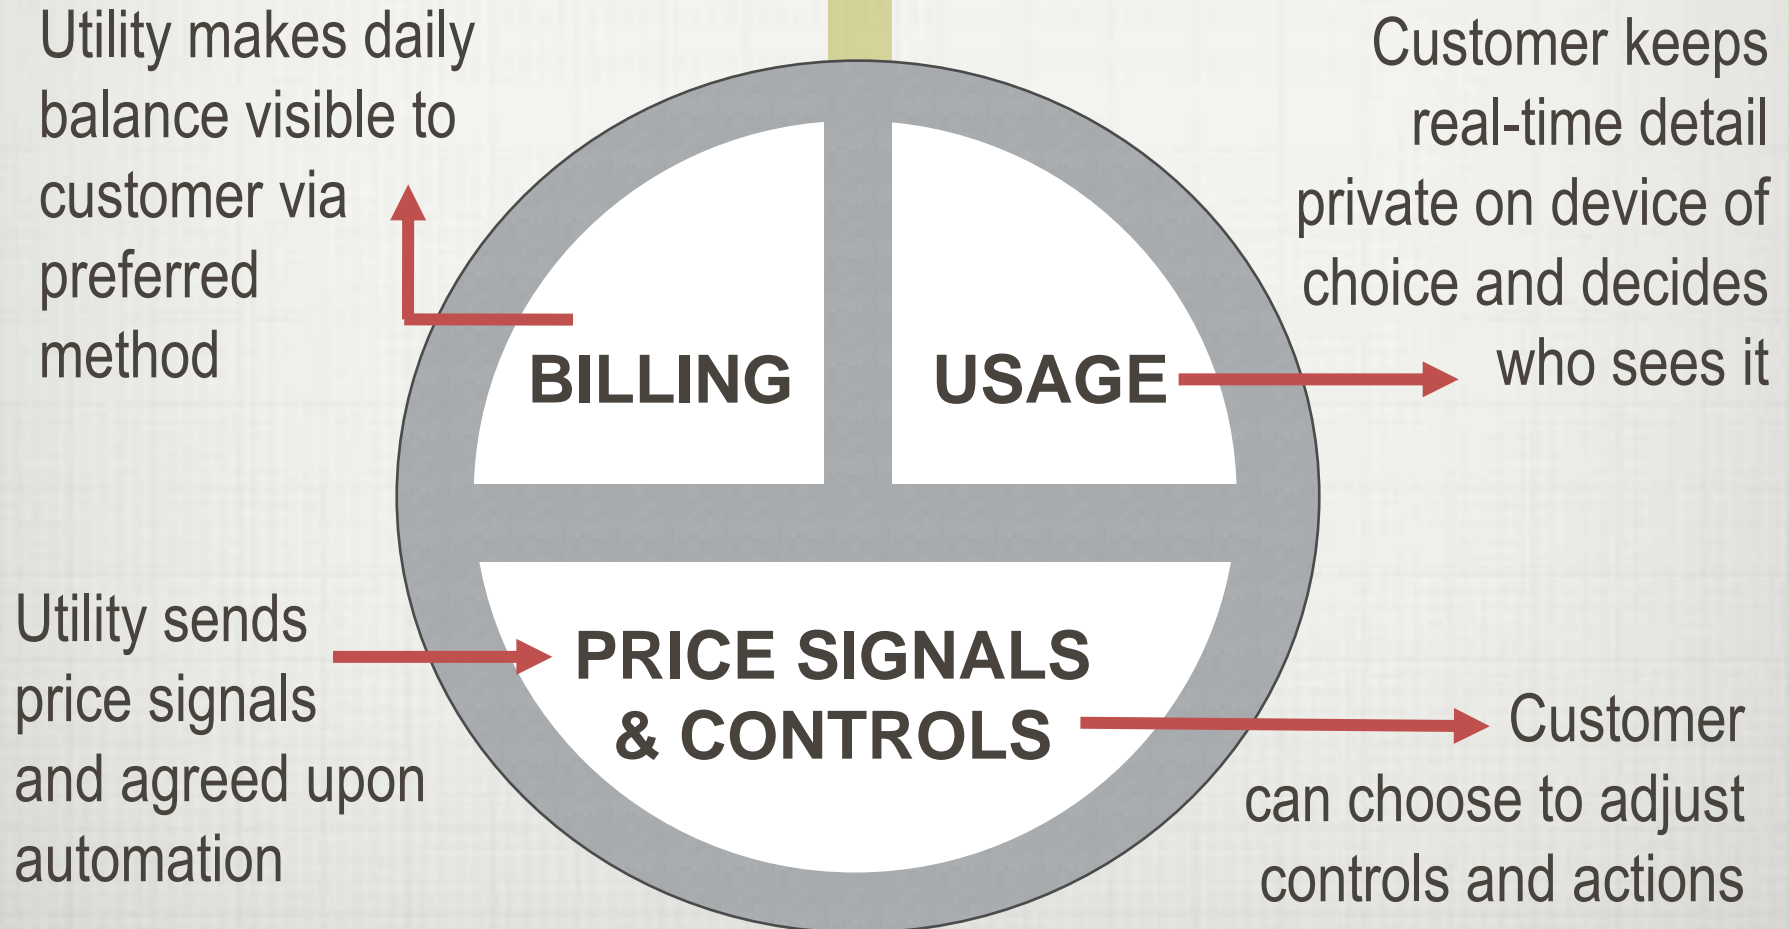 Utility makes daily
balance visible to
customer via
preferred
method
Customer keeps
real-time detail
private on device of
choice and decides
who sees it
BILLING
USAGE
Utility sends
price signals
and agreed upon
automation
PRICE SIGNALS
& CONTROLS
Customer
can choose to adjust
controls and actions